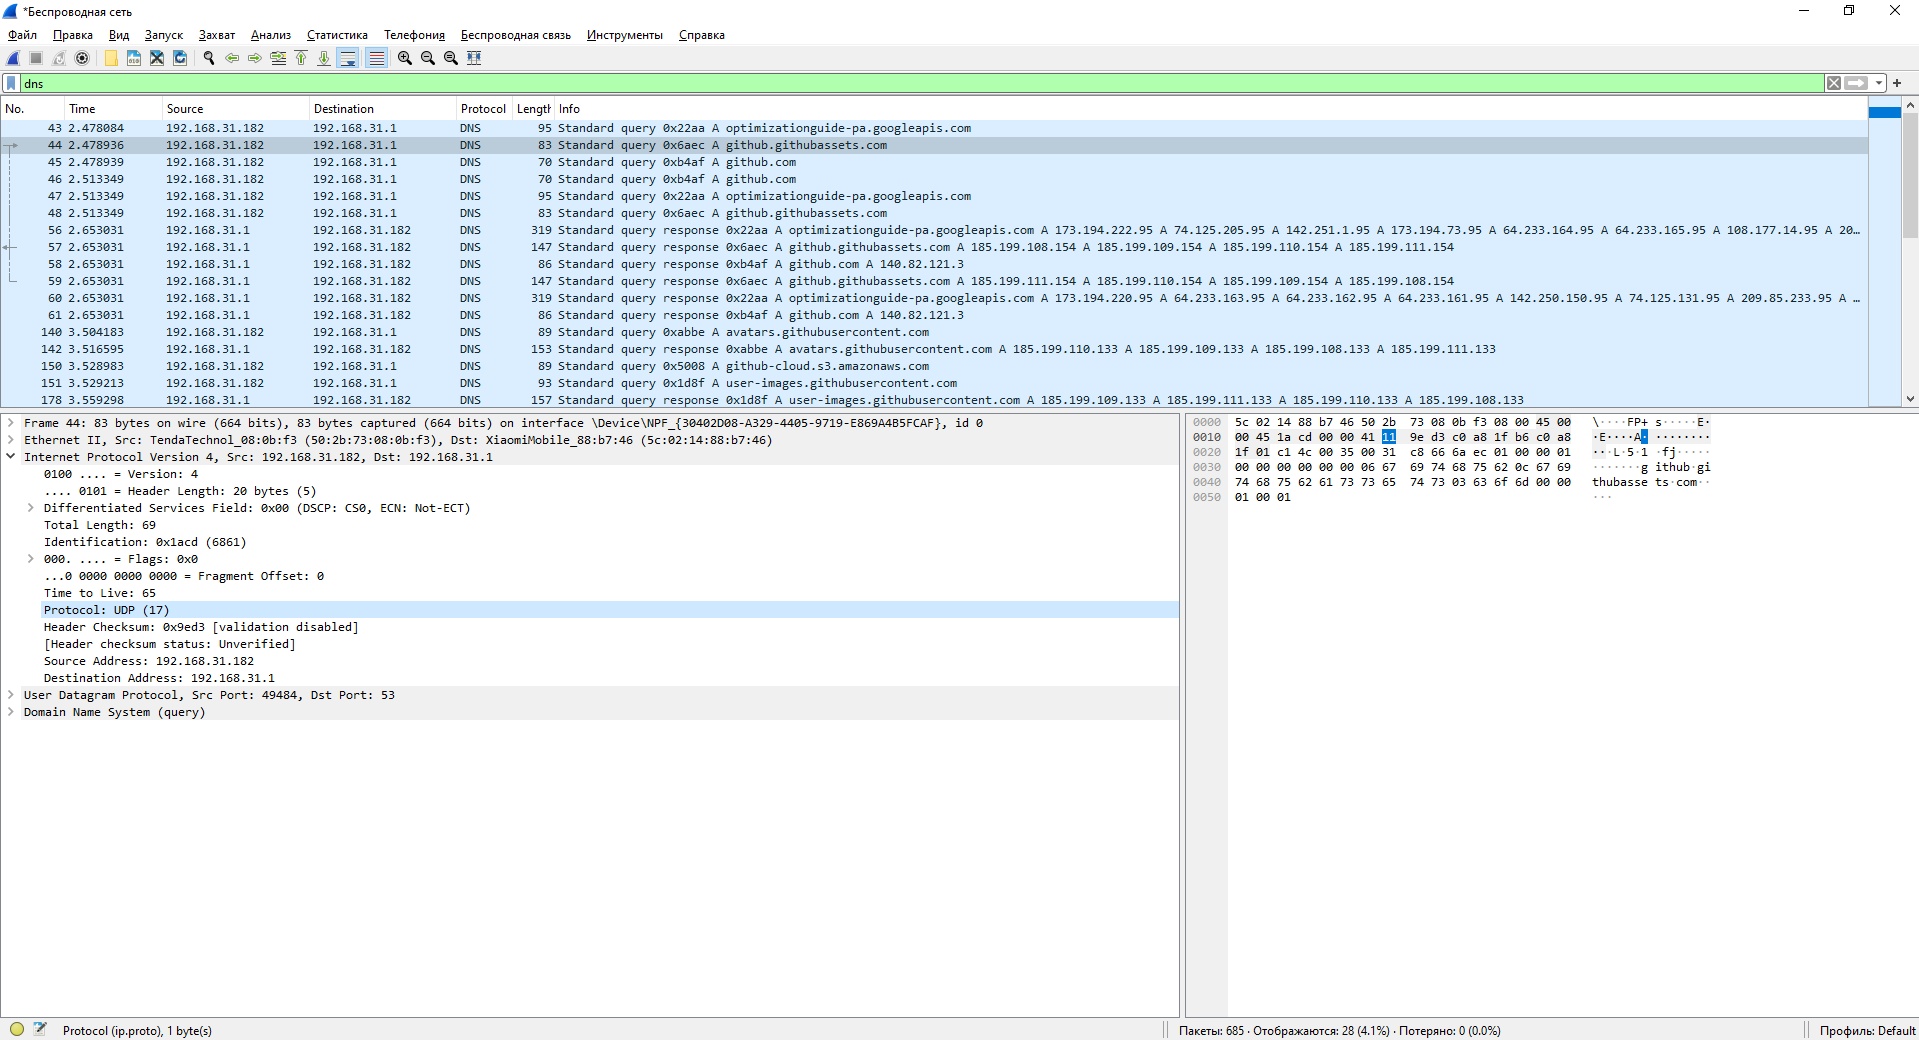 *Беспроводная сеть
Файл Правка Вид Запуск Захват Анализ Статистика Телефония Беспроводная связь Инструменты Справка
dns
No. Time Source Destination Protocol Length Info
43 2.478084 192.168.31.182 192.168.31.1 DNS 95 Standard query 0x22aa A optimizationguide-pa.googleapis.com
44 2.478936 192.168.31.182 192.168.31.1 DNS 83 Standard query 0x6aec A github.githubassets.com
45 2.478939 192.168.31.182 192.168.31.1 DNS 70 Standard query 0xb4af A github.com
46 2.513349 192.168.31.182 192.168.31.1 DNS 70 Standard query 0xb4af A github.com
47 2.513349 192.168.31.182 192.168.31.1 DNS 95 Standard query 0x22aa A optimizationguide-pa.googleapis.com
48 2.513349 192.168.31.182 192.168.31.1 DNS 83 Standard query 0x6aec A github.githubassets.com
56 2.653031 192.168.31.1 192.168.31.182 DNS 319 Standard query response 0x22aa A optimizationguide-pa.googleapis.com A 173.194.222.95 A 74.125.205.95 A 142.251.1.95 A 173.194.73.95 A 64.233.164.95 A 64.233.165.95 A 108.177.14.95 A 20…
57 2.653031 192.168.31.1 192.168.31.182 DNS 147 Standard query response 0x6aec A github.githubassets.com A 185.199.108.154 A 185.199.109.154 A 185.199.110.154 A 185.199.111.154
58 2.653031 192.168.31.1 192.168.31.182 DNS 86 Standard query response 0xb4af A github.com A 140.82.121.3
59 2.653031 192.168.31.1 192.168.31.182 DNS 147 Standard query response 0x6aec A github.githubassets.com A 185.199.111.154 A 185.199.110.154 A 185.199.109.154 A 185.199.108.154
60 2.653031 192.168.31.1 192.168.31.182 DNS 319 Standard query response 0x22aa A optimizationguide-pa.googleapis.com A 173.194.220.95 A 64.233.163.95 A 64.233.162.95 A 64.233.161.95 A 142.250.150.95 A 74.125.131.95 A 209.85.233.95 A …
61 2.653031 192.168.31.1 192.168.31.182 DNS 86 Standard query response 0xb4af A github.com A 140.82.121.3
140 3.504183 192.168.31.182 192.168.31.1 DNS 89 Standard query 0xabbe A avatars.githubusercontent.com
142 3.516595 192.168.31.1 192.168.31.182 DNS 153 Standard query response 0xabbe A avatars.githubusercontent.com A 185.199.110.133 A 185.199.109.133 A 185.199.108.133 A 185.199.111.133
150 3.528983 192.168.31.182 192.168.31.1 DNS 89 Standard query 0x5008 A github-cloud.s3.amazonaws.com
151 3.529213 192.168.31.182 192.168.31.1 DNS 93 Standard query 0x1d8f A user-images.githubusercontent.com
178 3.559298 192.168.31.1 192.168.31.182 DNS 157 Standard query response 0x1d8f A user-images.githubusercontent.com A 185.199.109.133 A 185.199.111.133 A 185.199.110.133 A 185.199.108.133
Frame 44: 83 bytes on wire (664 bits), 83 bytes captured (664 bits) on interface \Device\NPF_{30402D08-A329-4405-9719-E869A4B5FCAF}, id 0
Ethernet II, Src: TendaTechnol_08:0b:f3 (50:2b:73:08:0b:f3), Dst: XiaomiMobile_88:b7:46 (5c:02:14:88:b7:46)
Internet Protocol Version 4, Src: 192.168.31.182, Dst: 192.168.31.1
0100 .... = Version: 4
.... 0101 = Header Length: 20 bytes (5)
Differentiated Services Field: 0x00 (DSCP: CS0, ECN: Not-ECT)
Total Length: 69
Identification: 0x1acd (6861)
000. .... = Flags: 0x0
...0 0000 0000 0000 = Fragment Offset: 0
Time to Live: 65
Protocol: UDP (17)
Header Checksum: 0x9ed3 [validation disabled]
[Header checksum status: Unverified]
Source Address: 192.168.31.182
Destination Address: 192.168.31.1
User Datagram Protocol, Src Port: 49484, Dst Port: 53
Domain Name System (query)
0000 5c 02 14 88 b7 46 50 2b 73 08 0b f3 08 00 45 00 \····FP+ s·····E·
0010 00 45 1a cd 00 00 41 11 9e d3 c0 a8 1f b6 c0 a8 ·E····A· ········
0020 1f 01 c1 4c 00 35 00 31 c8 66 6a ec 01 00 00 01 ···L·5·1 ·fj·····
0030 00 00 00 00 00 00 06 67 69 74 68 75 62 0c 67 69 ·······g ithub·gi
0040 74 68 75 62 61 73 73 65 74 73 03 63 6f 6d 00 00 thubasse ts·com··
0050 01 00 01 ···
Protocol (ip.proto), 1 byte(s)
Пакеты: 685 · Отображаются: 28 (4.1%) · Потеряно: 0 (0.0%)
Профиль: Default